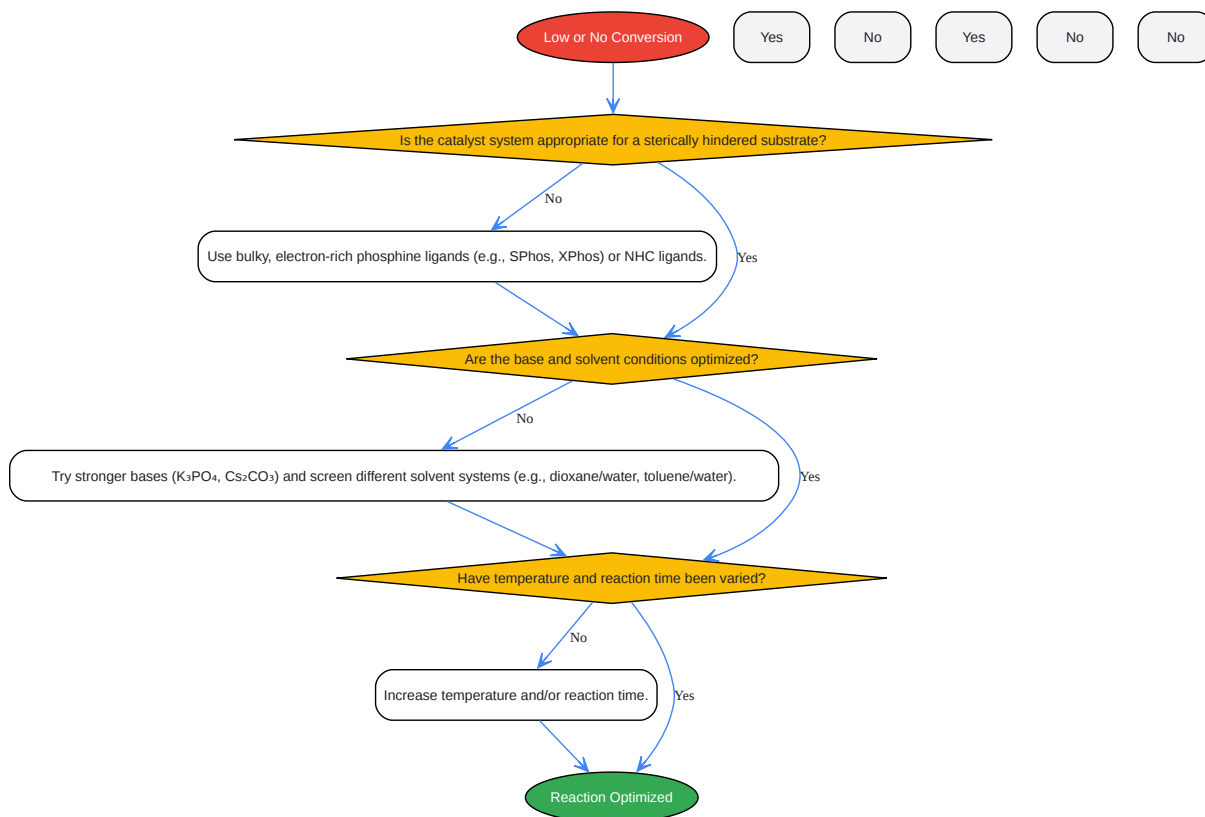 Low or No Conversion
Yes
No
Yes
No
No
Is the catalyst system appropriate for a sterically hindered substrate?
No
Use bulky, electron-rich phosphine ligands (e.g., SPhos, XPhos) or NHC ligands.
Yes
Are the base and solvent conditions optimized?
No
Try stronger bases (K₃PO₄, Cs₂CO₃) and screen different solvent systems (e.g., dioxane/water, toluene/water).
Yes
Have temperature and reaction time been varied?
No
Increase temperature and/or reaction time.
Yes
Reaction Optimized